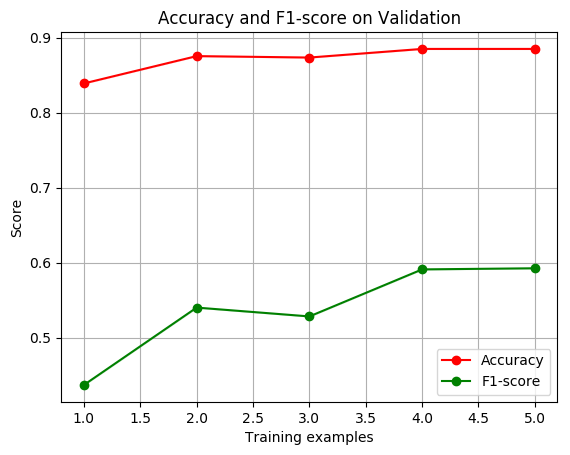 Accuracy and F1-score on Validation
0.9
0.8
0.7
0.6
0.5
Score
Accuracy
F1-score
1.0 1.5 2.0 2.5 3.0 3.5 4.0 4.5 5.0
Training examples